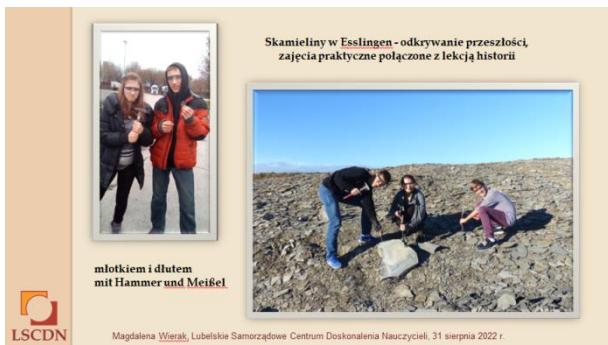 Skamieliny w Esslingen - odkrywanie przeszłości,
zajęcia praktyczne połączone z lekcją historii
młotkiem i dłutem
mit Hammer und Meißel
LSCDN
Magdalena Wierak, Lubelskie Samorządowe Centrum Doskonalenia Nauczycieli, 31 sierpnia 2022 r.